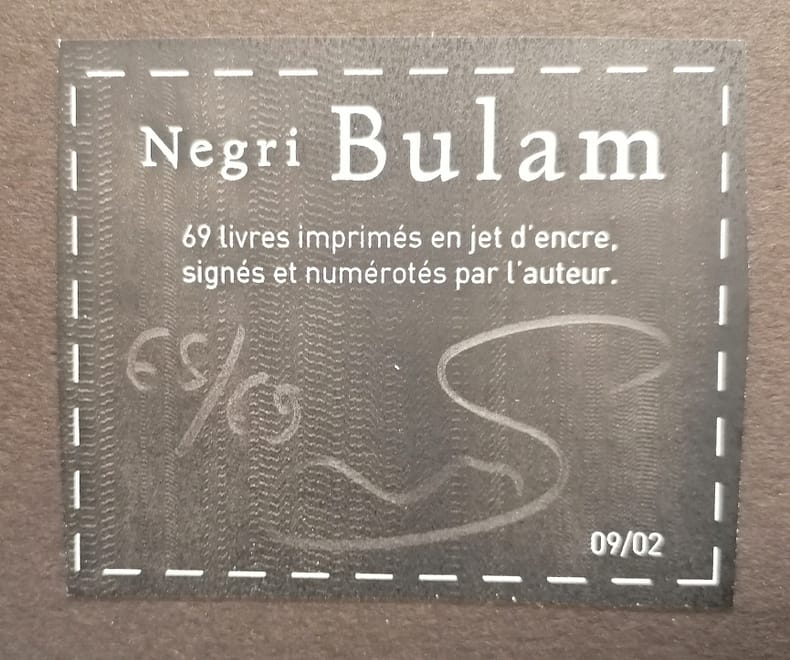 Negri Bulam
69 livres imprimés en jet d'encre,
signés et numérotés par l'auteur.
65/69
09/02